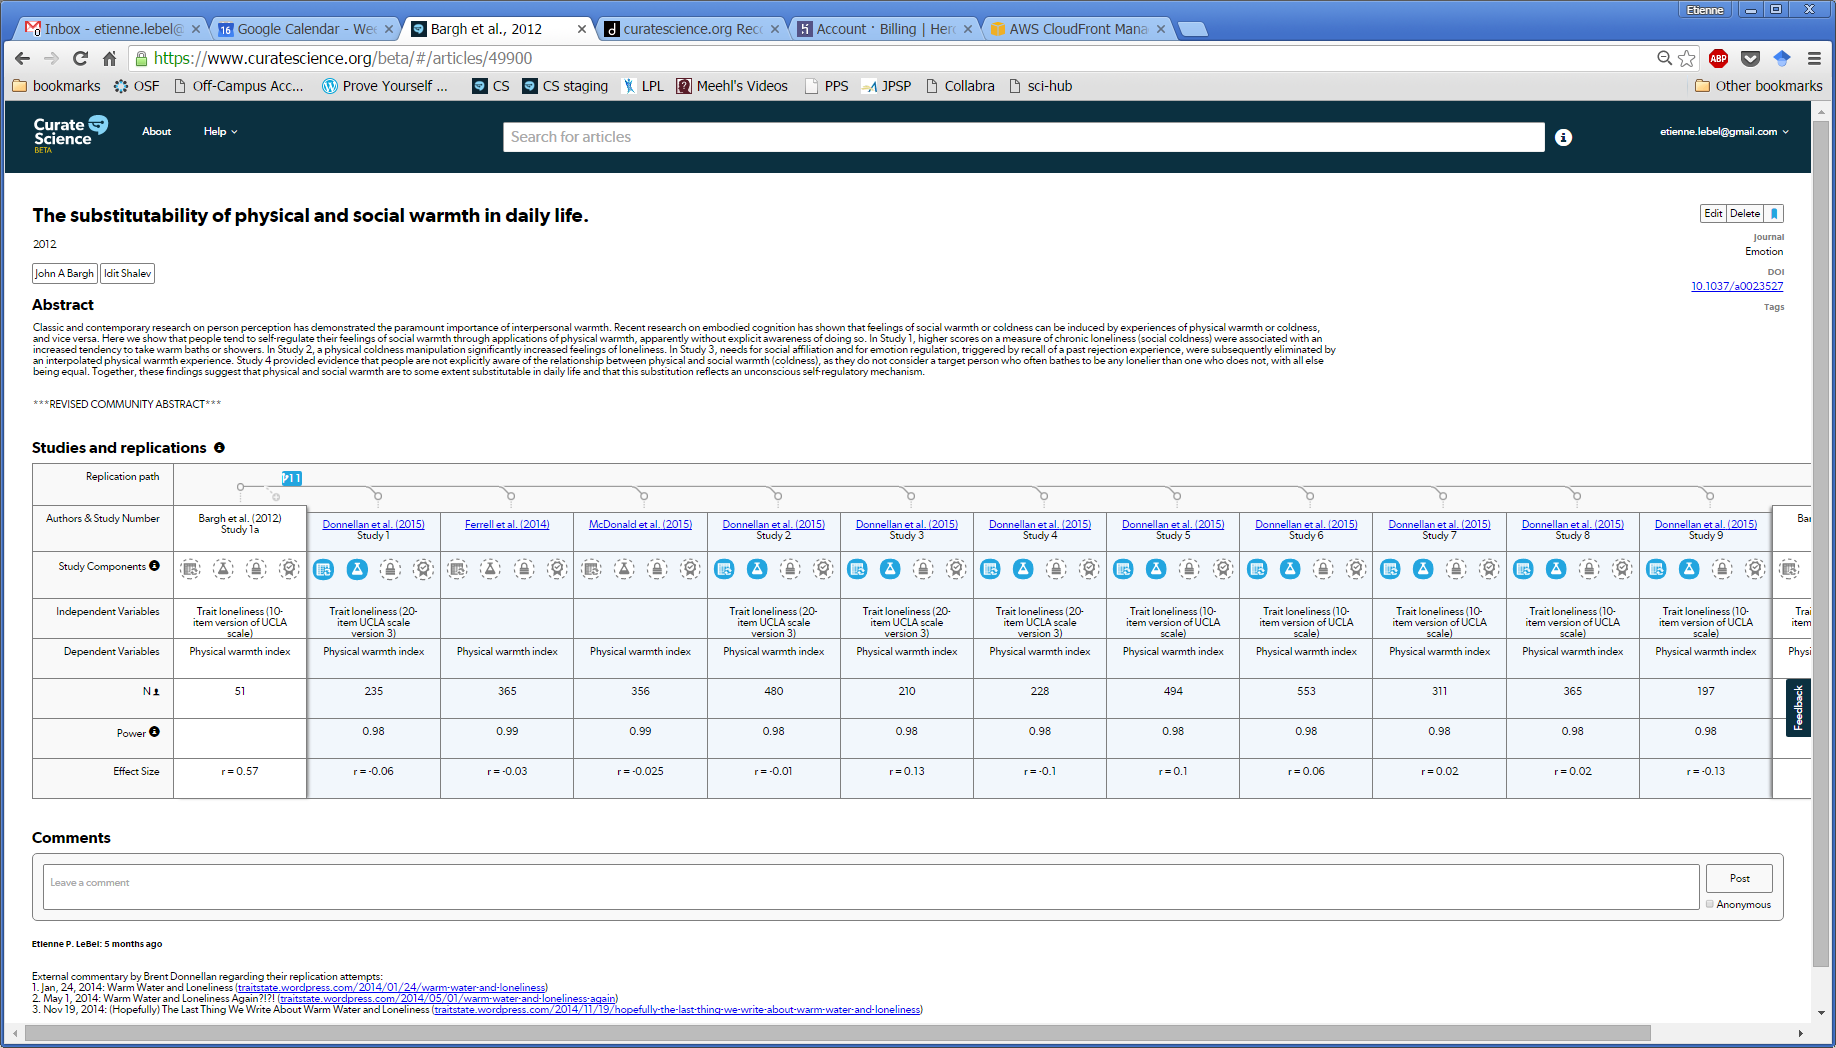 Etienne
Inbox - etienne.lebel@
Google Calendar - Wee
Bargh et al., 2012
curatescience.org Reco
Account · Billing | Hero
AWS CloudFront Mana
https://www.curatescience.org/beta/#/articles/49900
ABP
bookmarks
OSF
Off-Campus Acc...
Prove Yourself ...
CS
CS staging
LPL
Meehl's Videos
PPS
JPSP
Collabra
sci-hub
Other bookmarks
Curate
Science
BETA
About
Help
Search for articles
etienne.lebel@gmail.com
The substitutability of physical and social warmth in daily life.
Edit Delete
2012
Journal
Emotion
John A Bargh Idit Shalev
DOI
10.1037/a0023527
Tags
Abstract
Classic and contemporary research on person perception has demonstrated the paramount importance of interpersonal warmth. Recent research on embodied cognition has shown that feelings of social warmth or coldness can be induced by experiences of physical warmth or coldness,
and vice versa. Here we show that people tend to self-regulate their feelings of social warmth through applications of physical warmth, apparently without explicit awareness of doing so. In Study 1, higher scores on a measure of chronic loneliness (social coldness) were associated with an
increased tendency to take warm baths or showers. In Study 2, a physical coldness manipulation significantly increased feelings of loneliness. In Study 3, needs for social affiliation and for emotion regulation, triggered by recall of a past rejection experience, were subsequently eliminated by
an interpolated physical warmth experience. Study 4 provided evidence that people are not explicitly aware of the relationship between physical and social warmth (coldness), as they do not consider a target person who often bathes to be any lonelier than one who does not, with all else
being equal. Together, these findings suggest that physical and social warmth are to some extent substitutable in daily life and that this substitution reflects an unconscious self-regulatory mechanism.
***REVISED COMMUNITY ABSTRACT***
Studies and replications
Replication path
11
Authors & Study Number
Bargh et al. (2012) Study 1a
Donnellan et al. (2015) Study 1
Ferrell et al. (2014)
McDonald et al. (2015)
Donnellan et al. (2015) Study 2
Donnellan et al. (2015) Study 3
Donnellan et al. (2015) Study 4
Donnellan et al. (2015) Study 5
Donnellan et al. (2015) Study 6
Donnellan et al. (2015) Study 7
Donnellan et al. (2015) Study 8
Donnellan et al. (2015) Study 9
Bar
Study Components
Independent Variables
Trait loneliness (10-item version of UCLA scale)
Trait loneliness (20-item UCLA scale version 3)
Trait loneliness (20-item UCLA scale version 3)
Trait loneliness (20-item UCLA scale version 3)
Trait loneliness (20-item UCLA scale version 3)
Trait loneliness (10-item version of UCLA scale)
Trait loneliness (10-item version of UCLA scale)
Trait loneliness (10-item version of UCLA scale)
Trait loneliness (10-item version of UCLA scale)
Trait loneliness (10-item version of UCLA scale)
Trai
item
Dependent Variables
Physical warmth index Physical warmth index Physical warmth index Physical warmth index Physical warmth index Physical warmth index Physical warmth index Physical warmth index Physical warmth index Physical warmth index Physical warmth index Physical warmth index Physi
N 51 235 365 356 480 210 228 494 553 311 365 197
Power 0.98 0.99 0.99 0.98 0.98 0.98 0.98 0.98 0.98 0.98 0.98
Effect Size r = 0.57 r = -0.06 r = -0.03 r = -0.025 r = -0.01 r = 0.13 r = -0.1 r = 0.1 r = 0.06 r = 0.02 r = 0.02 r = -0.13
Feedback
Comments
Leave a comment
Post
Anonymous
Etienne P. LeBel: 5 months ago
External commentary by Brent Donnellan regarding their replication attempts:
1. Jan, 24, 2014: Warm Water and Loneliness (traitstate.wordpress.com/2014/01/24/warm-water-and-loneliness)
2. May 1, 2014: Warm Water and Loneliness Again?!?! (traitstate.wordpress.com/2014/05/01/warm-water-and-loneliness-again)
3. Nov 19, 2014: (Hopefully) The Last Thing We Write About Warm Water and Loneliness (traitstate.wordpress.com/2014/11/19/hopefully-the-last-thing-we-write-about-warm-water-and-loneliness)